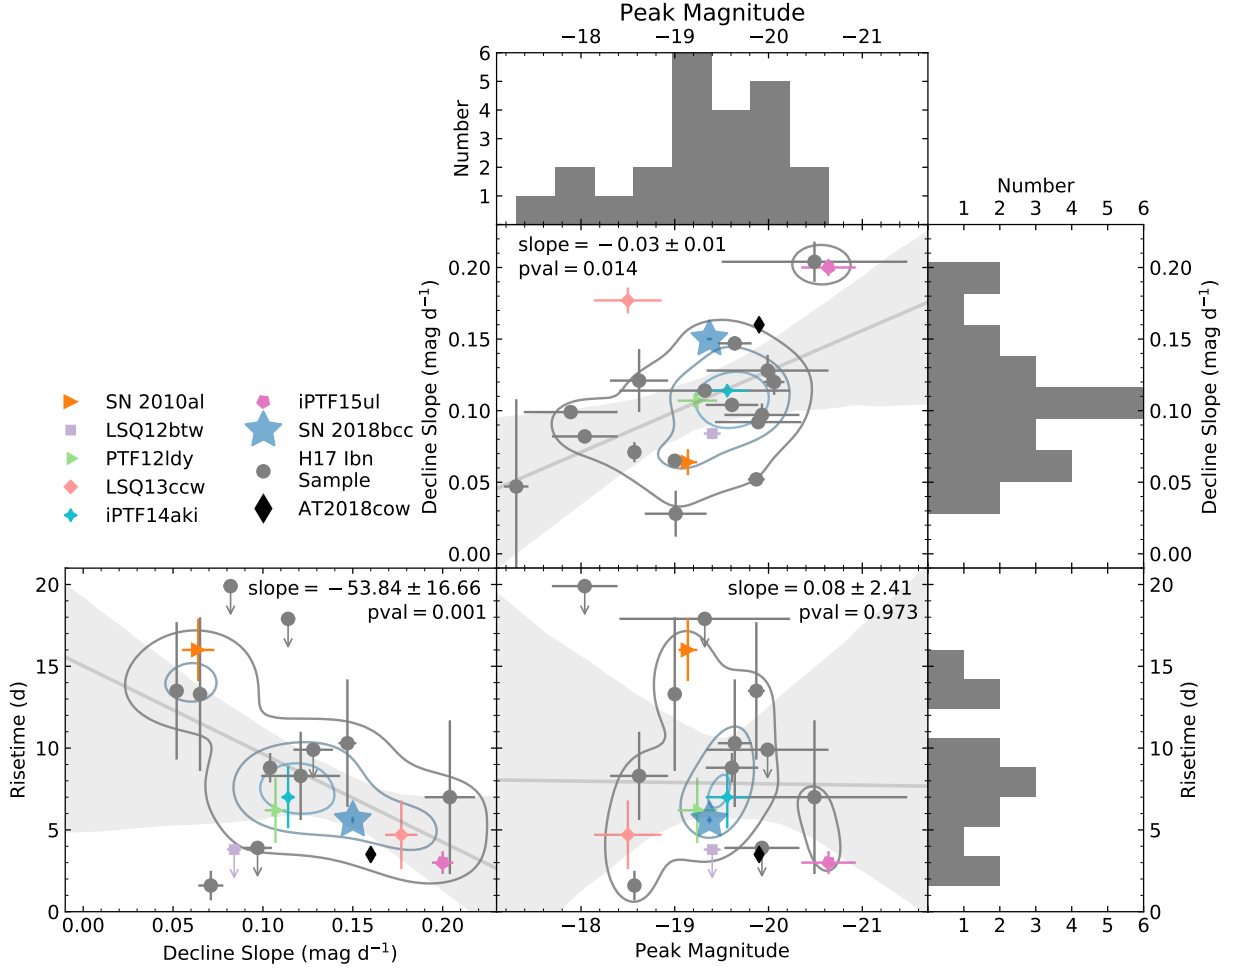 Peak Magnitude
−18 −19 −20 −21
6
5
4
3
2
1
Number
Number
1 2 3 4 5 6
slope = −0.03 ± 0.01
pval = 0.014
0.20
0.15
0.10
0.05
0.00
Decline Slope (mag d⁻¹)
0.20
0.15
0.10
0.05
0.00
Decline Slope (mag d⁻¹)
SN 2010al
LSQ12btw
PTF12ldy
LSQ13ccw
iPTF14aki
iPTF15ul
SN 2018bcc
H17 Ibn
Sample
AT2018cow
slope = −53.84 ± 16.66
pval = 0.001
20
15
10
5
0
Risetime (d)
0.00 0.05 0.10 0.15 0.20
Decline Slope (mag d⁻¹)
slope = 0.08 ± 2.41
pval = 0.973
−18 −19 −20 −21
Peak Magnitude
20
15
10
5
0
Risetime (d)
1 2 3 4 5 6